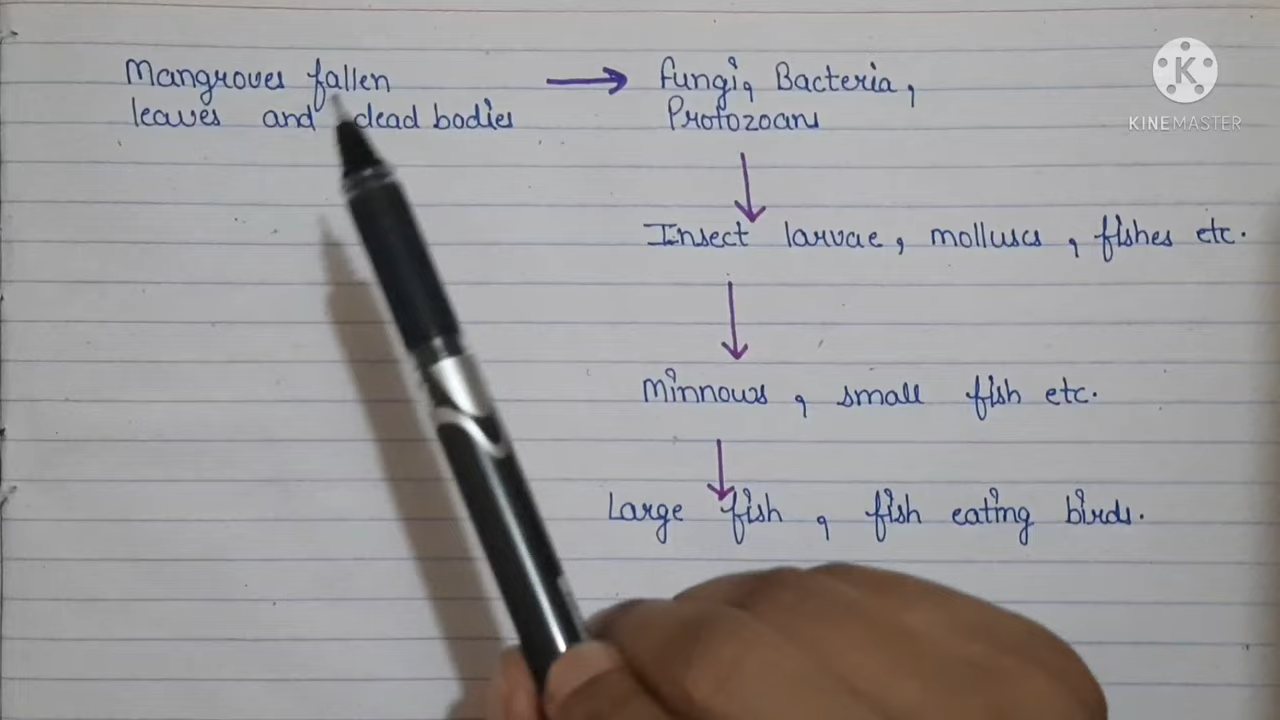 Mangroves fallen
leaves and dead bodies
Fungi, Bacteria,
Protozoans
Insect larvae, molluscs, fishes etc.
Minnows, small fish etc.
Large fish, fish eating birds.
K
KINEMASTER